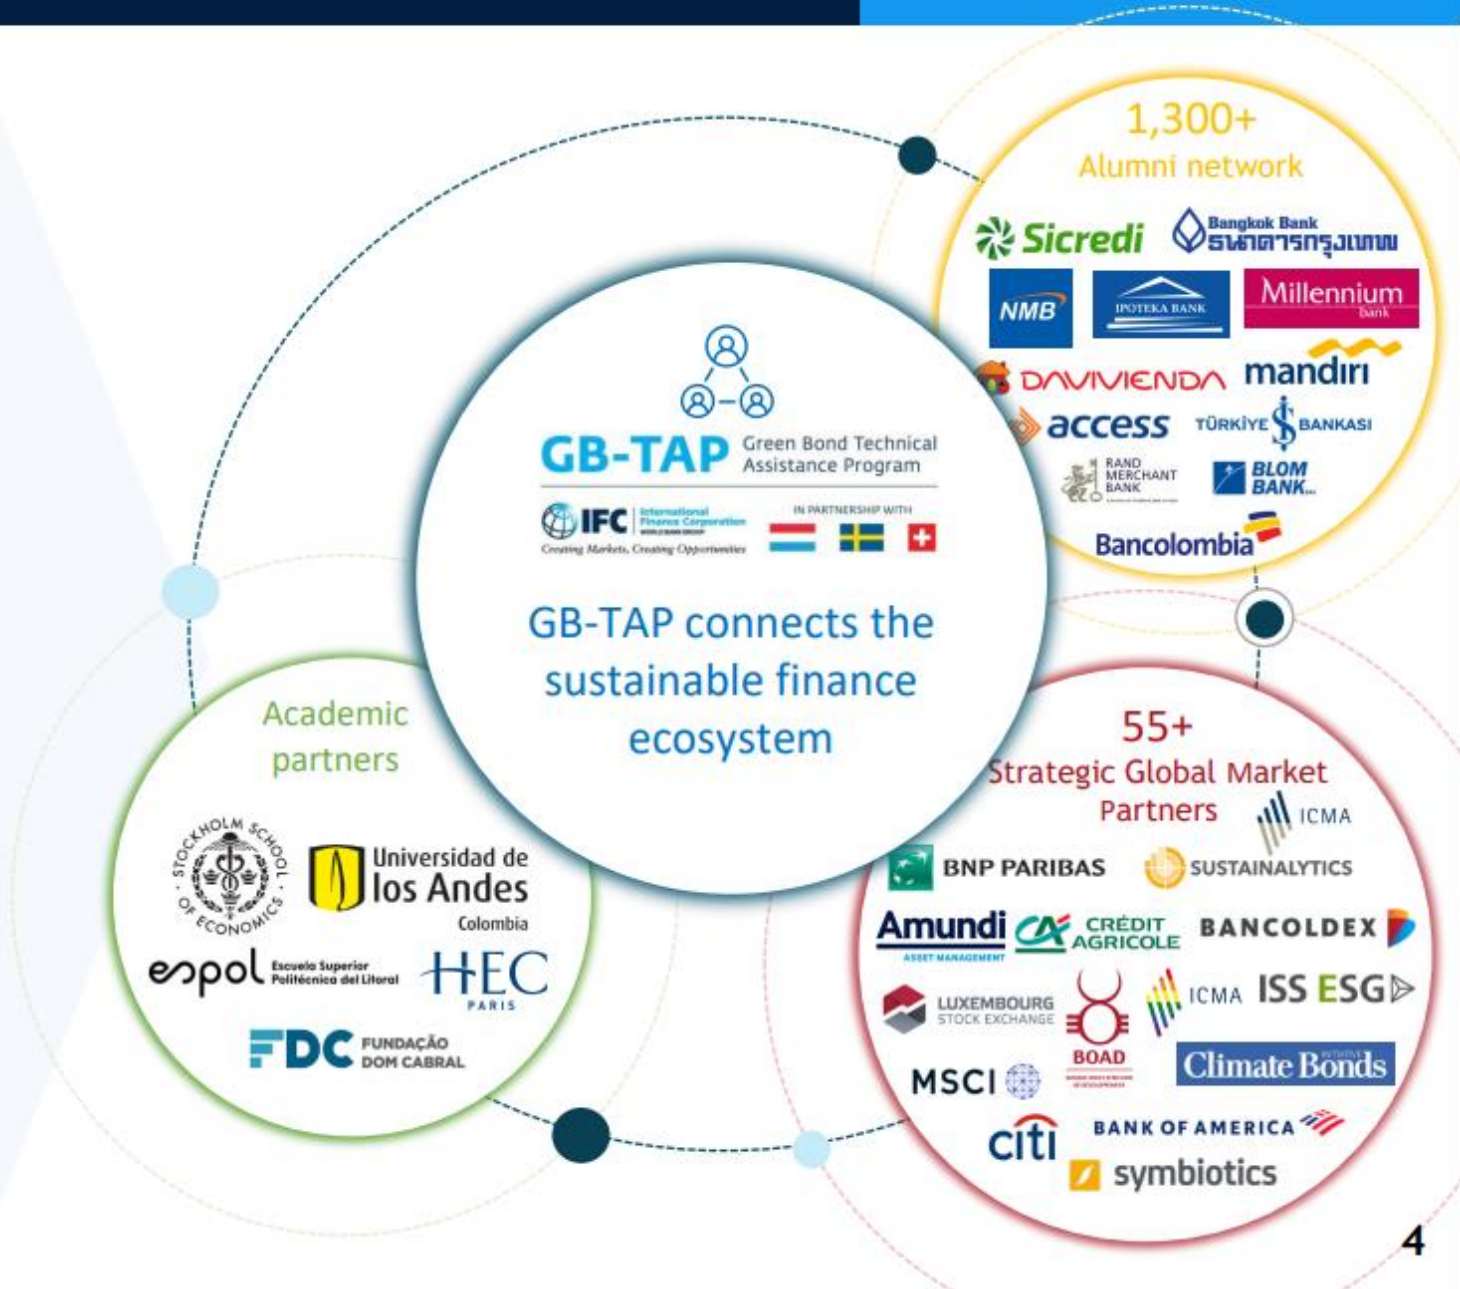 1,300+
Alumni network
Sicredi
Bangkok Bank
ธนาคารกรุงเทพ
NMB
IPOTEKA BANK
Millennium
bank
DAVIVIENDA
mandırı
access
TÜRKİYE İŞ BANKASI
RAND
MERCHANT
BANK
BLOM
BANK
Bancolombia
GB-TAP
Green Bond Technical
Assistance Program
IFC
International
Finance Corporation
WORLD BANK GROUP
Creating Markets, Creating Opportunities
IN PARTNERSHIP WITH
GB-TAP connects the
sustainable finance
ecosystem
Academic
partners
STOCKHOLM SCHOOL
OF ECONOMICS
Universidad de
los Andes
Colombia
espol
Escuela Superior
Politécnica del Litoral
HEC
PARIS
FDC
FUNDAÇÃO
DOM CABRAL
55+
Strategic Global Market
Partners
ICMA
BNP PARIBAS
SUSTAINALYTICS
Amundi
ASSET MANAGEMENT
CA
CRÉDIT
AGRICOLE
BANCOLDEX
LUXEMBOURG
STOCK EXCHANGE
BOAD
ICMA
ISS ESG
MSCI
Climate Bonds
INITIATIVE
citi
BANK OF AMERICA
symbiotics
4